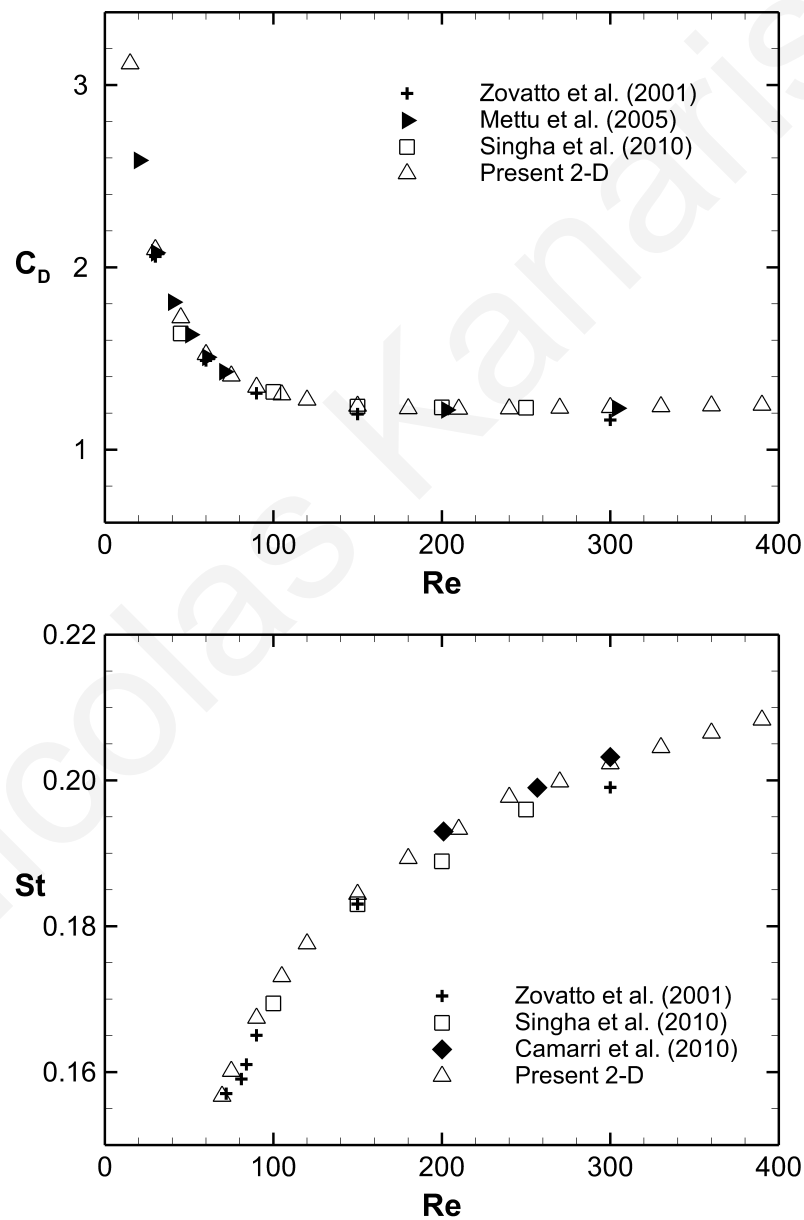 3
2
1
C_D
Zovatto et al. (2001)
Mettu et al. (2005)
Singha et al. (2010)
Present 2-D
0 100 200 300 400
Re
0.22
0.20
0.18
0.16
St
Zovatto et al. (2001)
Singha et al. (2010)
Camarri et al. (2010)
Present 2-D
0 100 200 300 400
Re
icolas Kanaris